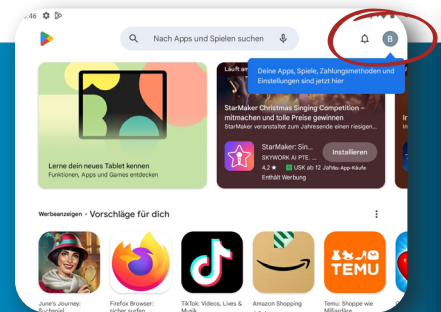 :46
Nach Apps und Spielen suchen
B
Deine Apps, Spiele, Zahlungsmethoden und
Einstellungen sind jetzt hier
Läuft am
StarMaker Christmas Singing Competition –
mitmachen und tolle Preise gewinnen
StarMaker veranstaltet zum Jahresende einen riesigen...
StarMaker: Sin...
SKYWORK AI PTE. ...
4,2 ★ USK ab 12 Jahren
In-App-Käufe
Enthält Werbung
Installieren
Lerne dein neues Tablet kennen
Funktionen, Apps und Games entdecken
Werbeanzeigen · Vorschläge für dich
June's Journey:
Firefox Browser:
sicher surfen
TikTok: Videos, Lives &
Musik
Amazon Shopping
TEMU
Temu: Shoppe wie
Milliardäre